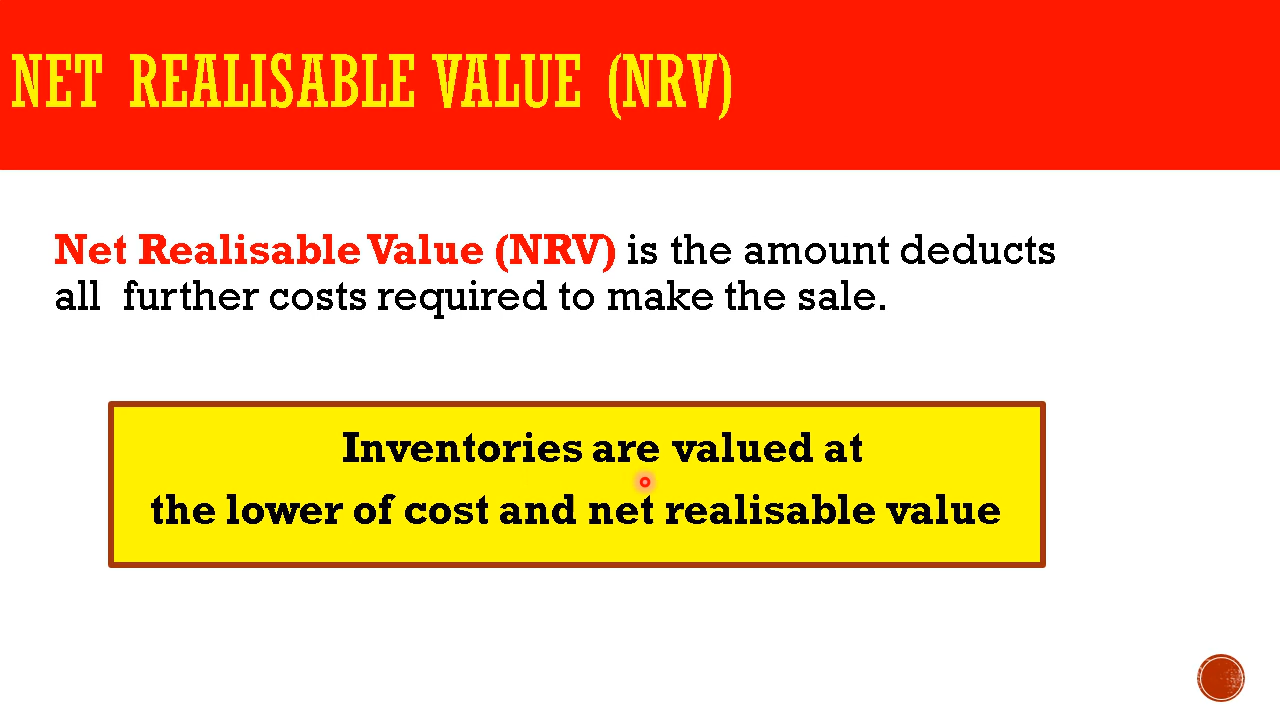 NET REALISABLE VALUE (NRV)
Net Realisable Value (NRV) is the amount deducts
all further costs required to make the sale.
Inventories are valued at
the lower of cost and net realisable value